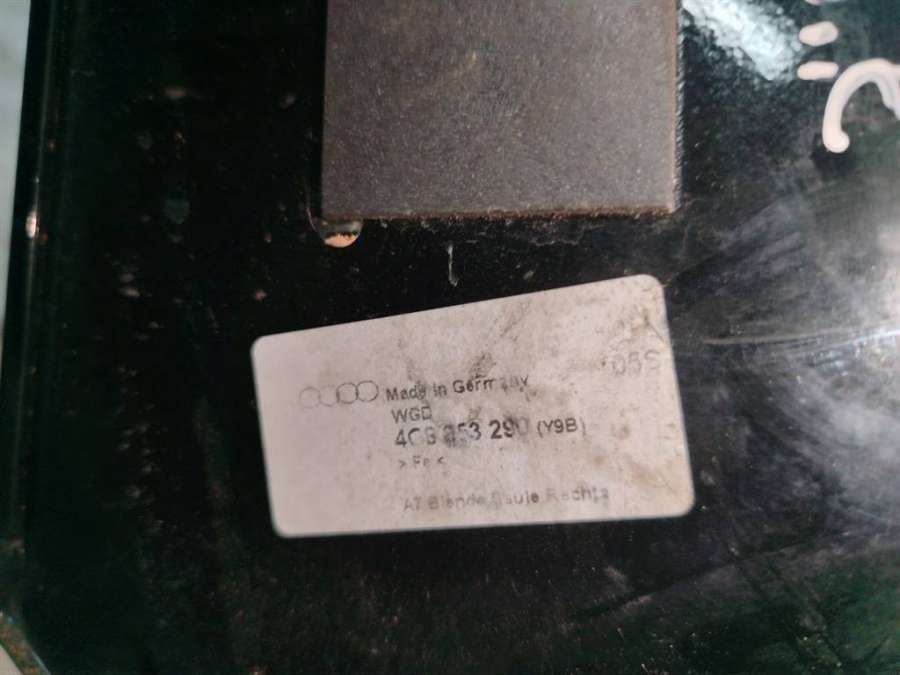 Made in Germany
WGD
4G8 853 290 (Y9B)
> Fe <
A7 Blende Säule Rechts